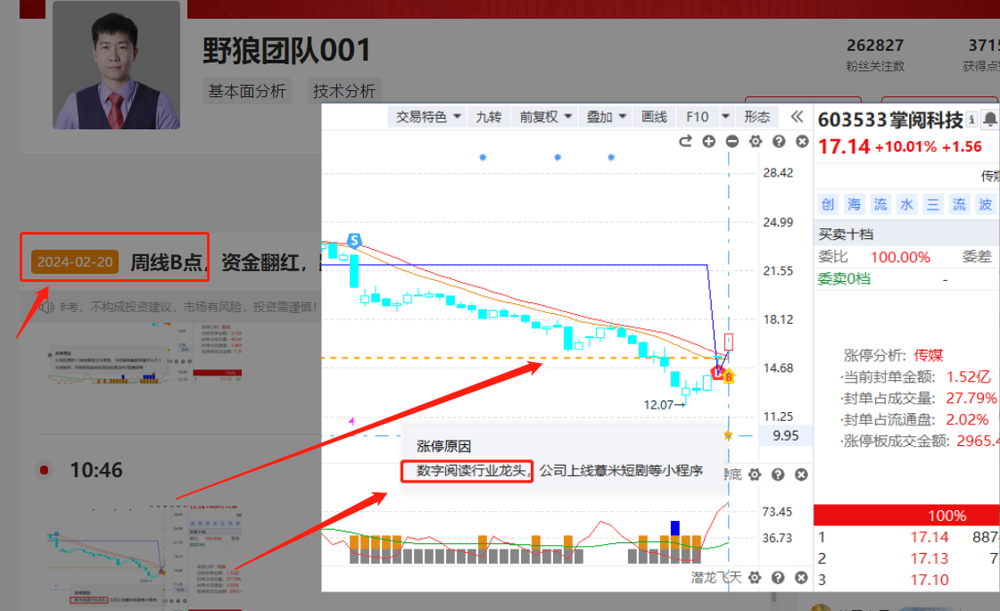 野狼团队001
基本面分析 技术分析
262827
粉丝关注数
371
获得点
交易特色 九转 前复权 叠加 画线 F10 形态
603533掌阅科技
17.14 +10.01% +1.56
传媒
创 海 流 水 三 流 波
买卖十档
委比 100.00% 委差
委卖0档 -
28.42
24.99
21.55
18.12
14.68
11.25
9.95
S
B
12.07→
2024-02-20 周线B点，资金翻红，
参考，不构成投资建议，市场有风险，投资需谨慎!
10:46
涨停原因
数字阅读行业龙头，公司上线薏米短剧等小程序
涨停分析: 传媒
·当前封单金额: 1.52亿
·封单占成交量: 27.79%
·封单占流通盘: 2.02%
·涨停板成交金额: 2965.4
底
73.45
36.73
潜龙飞天
100%
1 17.14 887
2 17.13 7
3 17.10